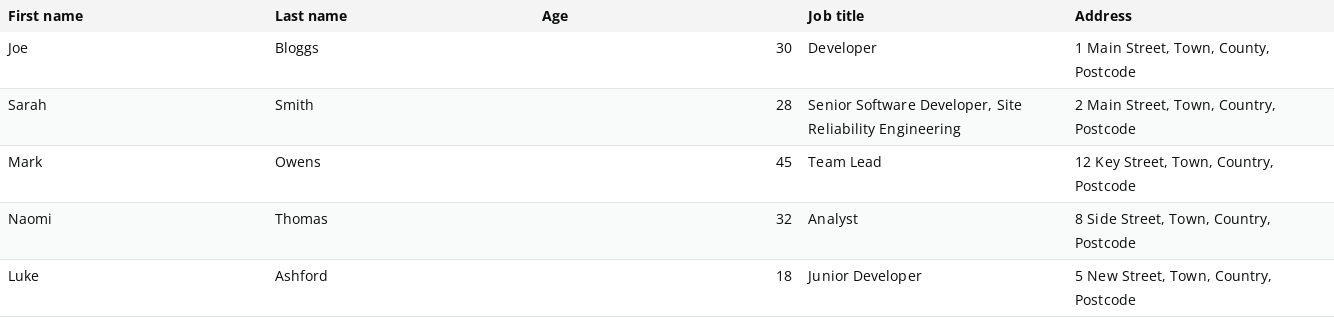 First name Last name Age Job title Address
Joe Bloggs 30 Developer 1 Main Street, Town, County,
Postcode
Sarah Smith 28 Senior Software Developer, Site 2 Main Street, Town, Country,
Reliability Engineering Postcode
Mark Owens 45 Team Lead 12 Key Street, Town, Country,
Postcode
Naomi Thomas 32 Analyst 8 Side Street, Town, Country,
Postcode
Luke Ashford 18 Junior Developer 5 New Street, Town, Country,
Postcode